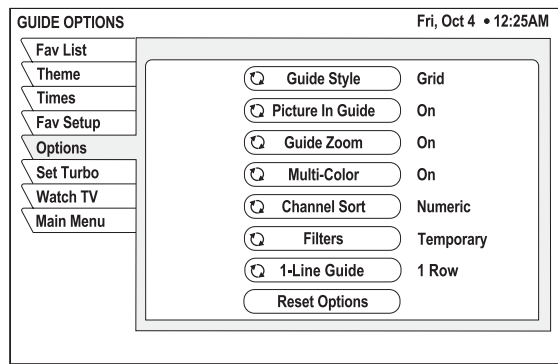 GUIDE OPTIONS
Fri, Oct 4 • 12:25AM
Fav List
Theme
Times
Fav Setup
Options
Set Turbo
Watch TV
Main Menu
Guide Style Grid
Picture In Guide On
Guide Zoom On
Multi-Color On
Channel Sort Numeric
Filters Temporary
1-Line Guide 1 Row
Reset Options